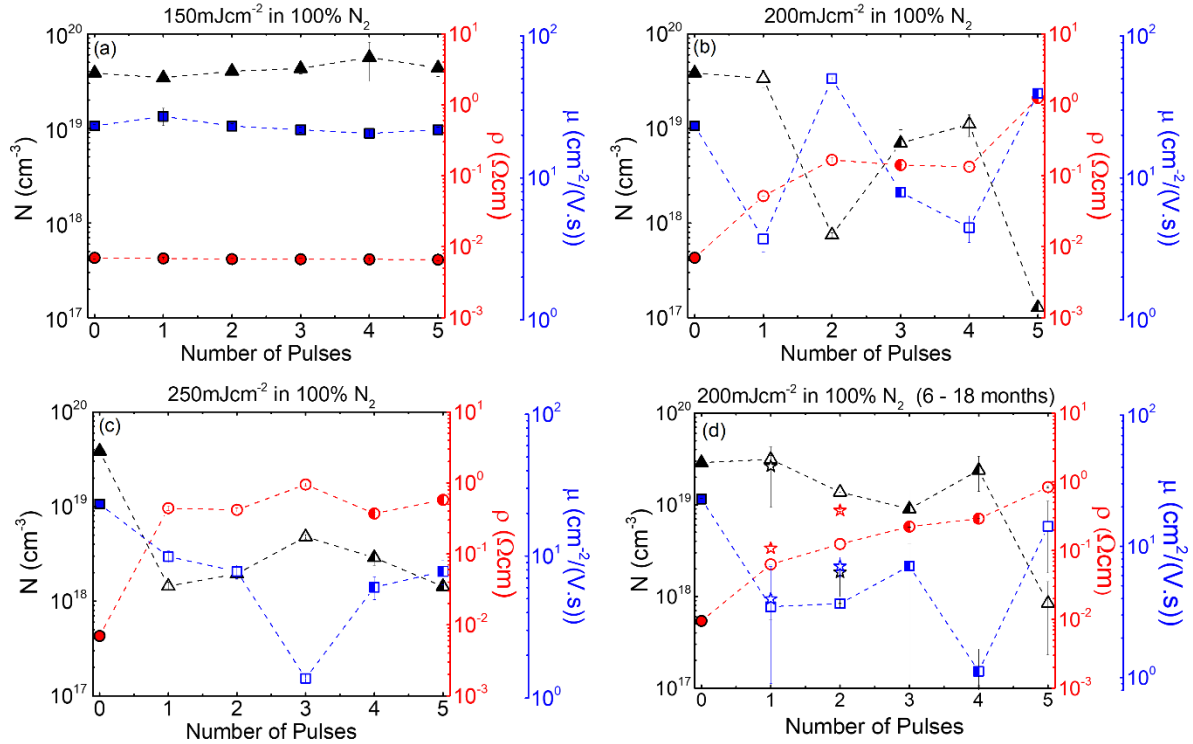 150mJcm⁻² in 100% N₂
(a)
10²⁰
10¹⁹
10¹⁸
10¹⁷
N (cm⁻³)
10¹
10⁰
10⁻¹
10⁻²
10⁻³
ρ (Ωcm)
10²
10¹
10⁰
μ (cm⁻²/(V.s))
0 1 2 3 4 5
Number of Pulses
200mJcm⁻² in 100% N₂
(b)
10²⁰
10¹⁹
10¹⁸
10¹⁷
N (cm⁻³)
10¹
10⁰
10⁻¹
10⁻²
10⁻³
ρ (Ωcm)
10²
10¹
10⁰
μ (cm⁻²/(V.s))
0 1 2 3 4 5
Number of Pulses
250mJcm⁻² in 100% N₂
(c)
10²⁰
10¹⁹
10¹⁸
10¹⁷
N (cm⁻³)
10¹
10⁰
10⁻¹
10⁻²
10⁻³
ρ (Ωcm)
10²
10¹
10⁰
μ (cm⁻²/(V.s))
0 1 2 3 4 5
Number of Pulses
200mJcm⁻² in 100% N₂ (6 - 18 months)
(d)
10²⁰
10¹⁹
10¹⁸
10¹⁷
N (cm⁻³)
10¹
10⁰
10⁻¹
10⁻²
10⁻³
ρ (Ωcm)
10²
10¹
10⁰
μ (cm⁻²/(V.s))
0 1 2 3 4 5
Number of Pulses